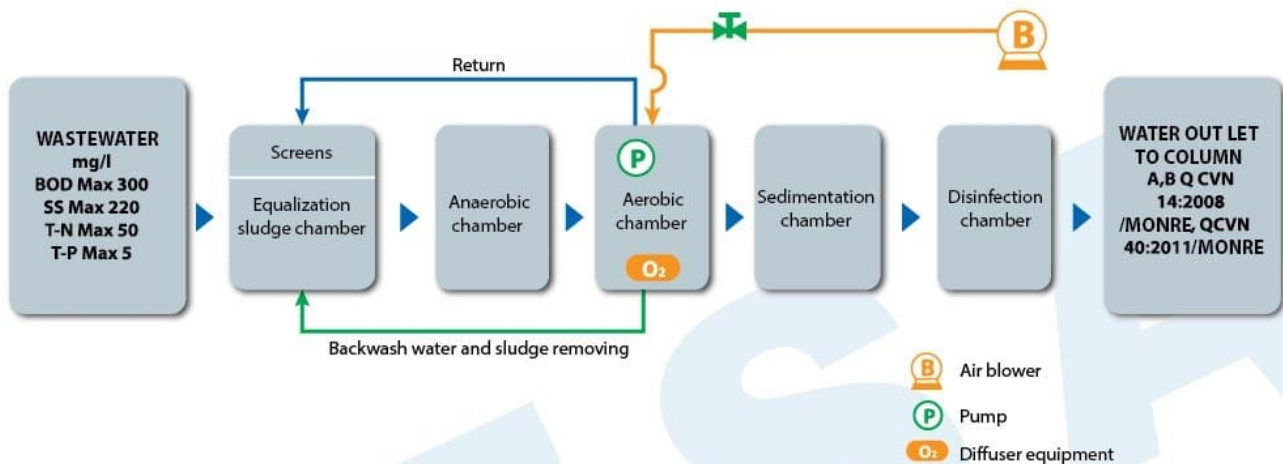 B
Return
WASTEWATER
mg/l
BOD Max 300
SS Max 220
T-N Max 50
T-P Max 5
Screens
Equalization
sludge chamber
Anaerobic
chamber
P
Aerobic
chamber
O₂
Sedimentation
chamber
Disinfection
chamber
WATER OUT LET
TO COLUMN
A,B Q CVN
14:2008
/MONRE, QCVN
40:2011/MONRE
Backwash water and sludge removing
B Air blower
P Pump
O₂ Diffuser equipment